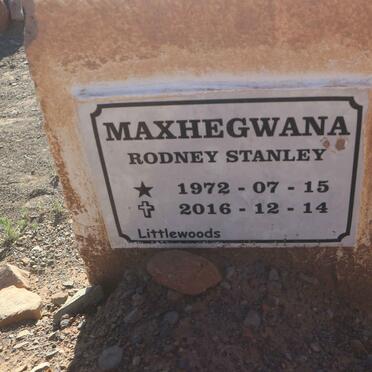 MAXHEGWANA
RODNEY STANLEY
★ 1972 - 07 - 15
✞ 2016 - 12 - 14
Littlewoods